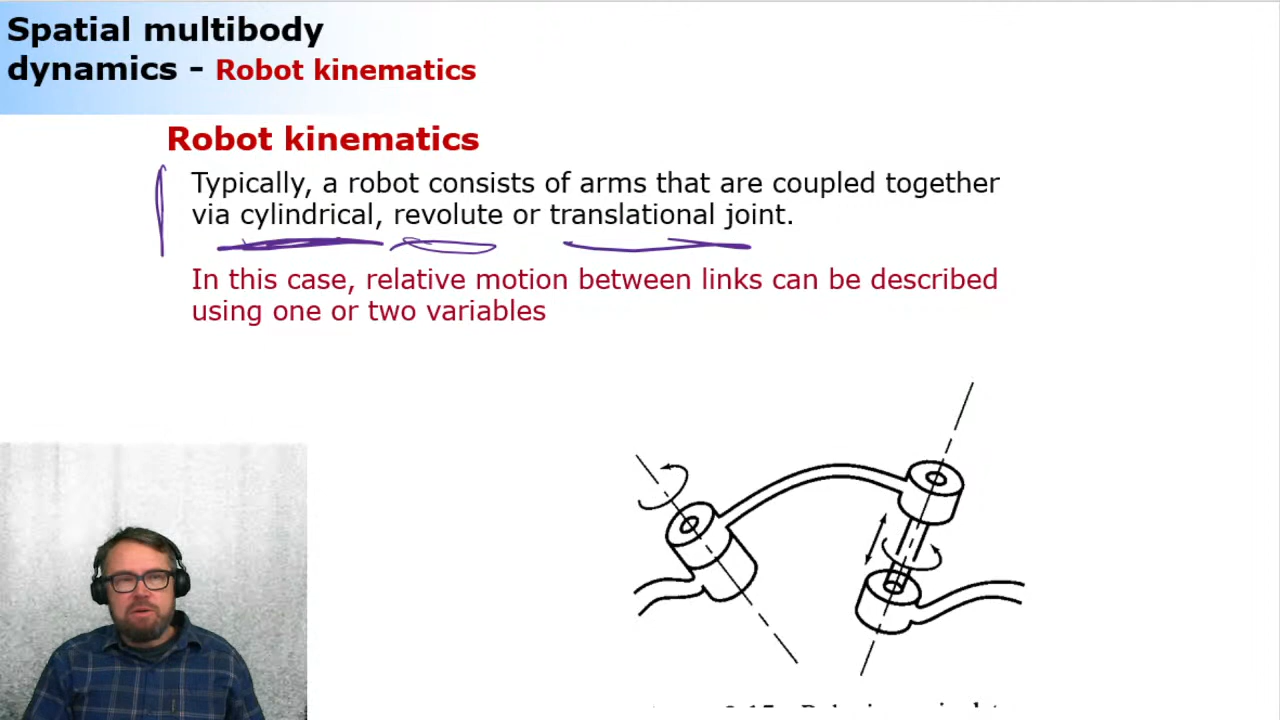 Spatial multibody
dynamics - Robot kinematics
Robot kinematics
Typically, a robot consists of arms that are coupled together
via cylindrical, revolute or translational joint.
In this case, relative motion between links can be described
using one or two variables